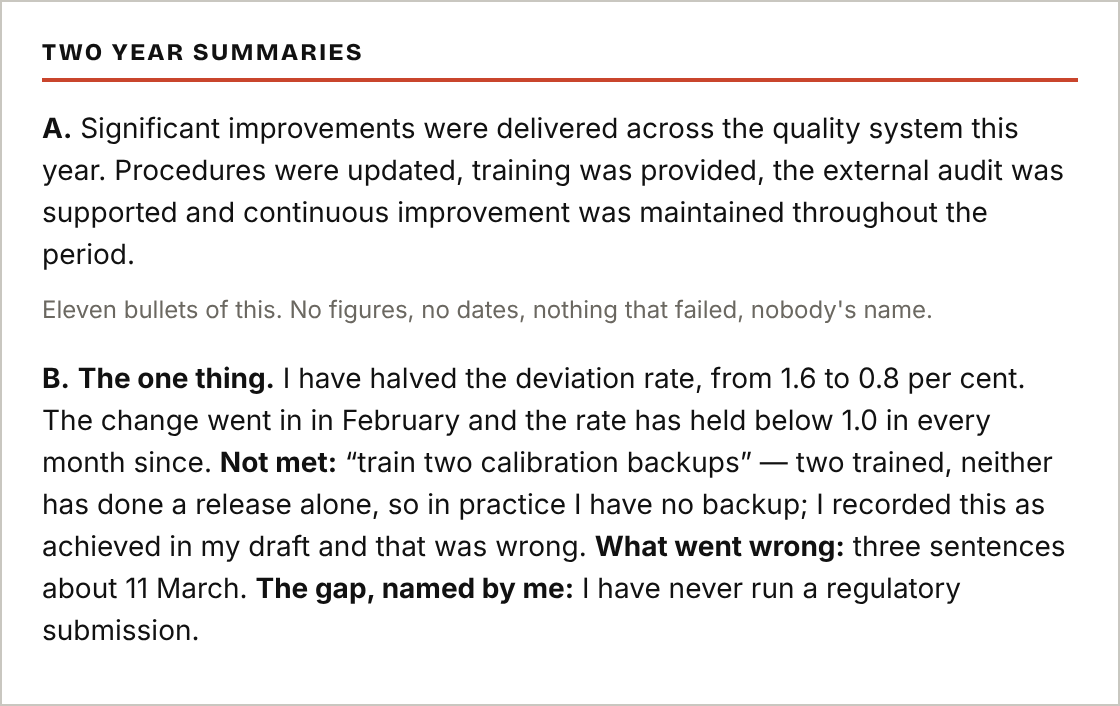 TWO YEAR SUMMARIES
A. Significant improvements were delivered across the quality system this
year. Procedures were updated, training was provided, the external audit was
supported and continuous improvement was maintained throughout the
period.
Eleven bullets of this. No figures, no dates, nothing that failed, nobody's name.
B. The one thing. I have halved the deviation rate, from 1.6 to 0.8 per cent.
The change went in in February and the rate has held below 1.0 in every
month since. Not met: “train two calibration backups” — two trained, neither
has done a release alone, so in practice I have no backup; I recorded this as
achieved in my draft and that was wrong. What went wrong: three sentences
about 11 March. The gap, named by me: I have never run a regulatory
submission.